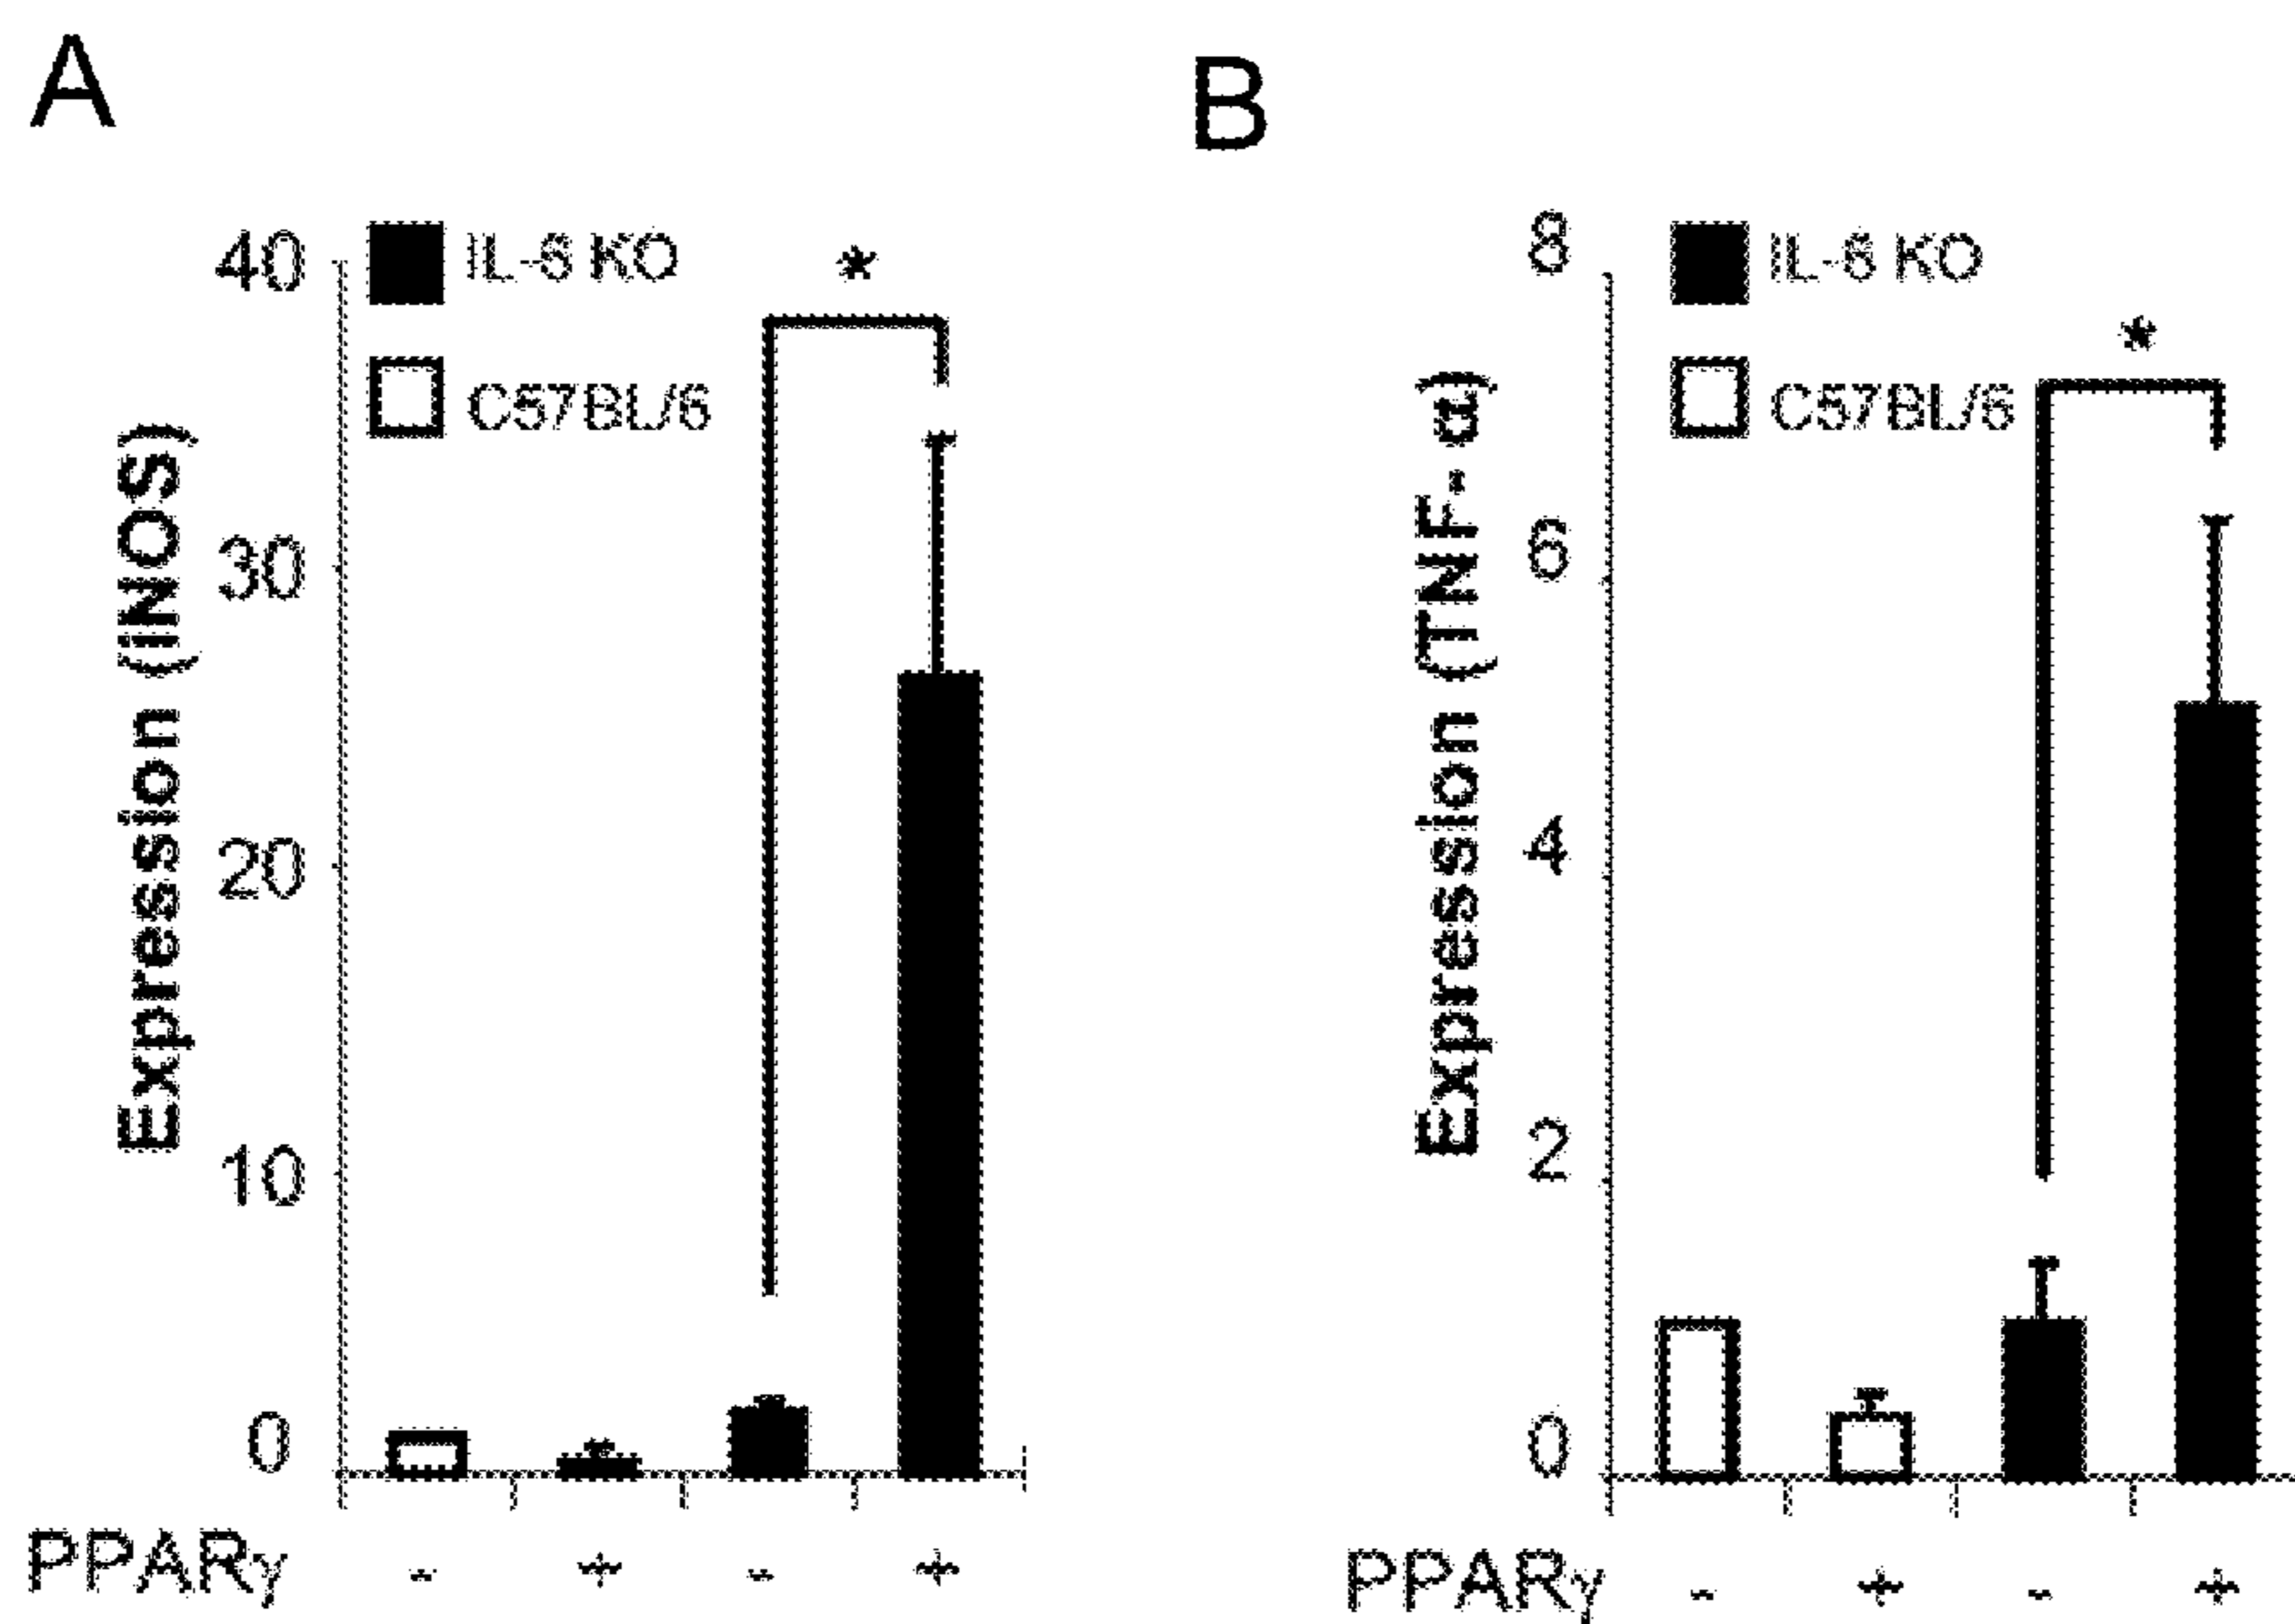 A
Expression (iNOS)
40
30
20
10
0
IL-6 KO
C57BL/6
*
PPARγ - + - +
B
Expression (TNF- α)
8
6
4
2
0
IL-6 KO
C57BL/6
*
PPARγ - + - +